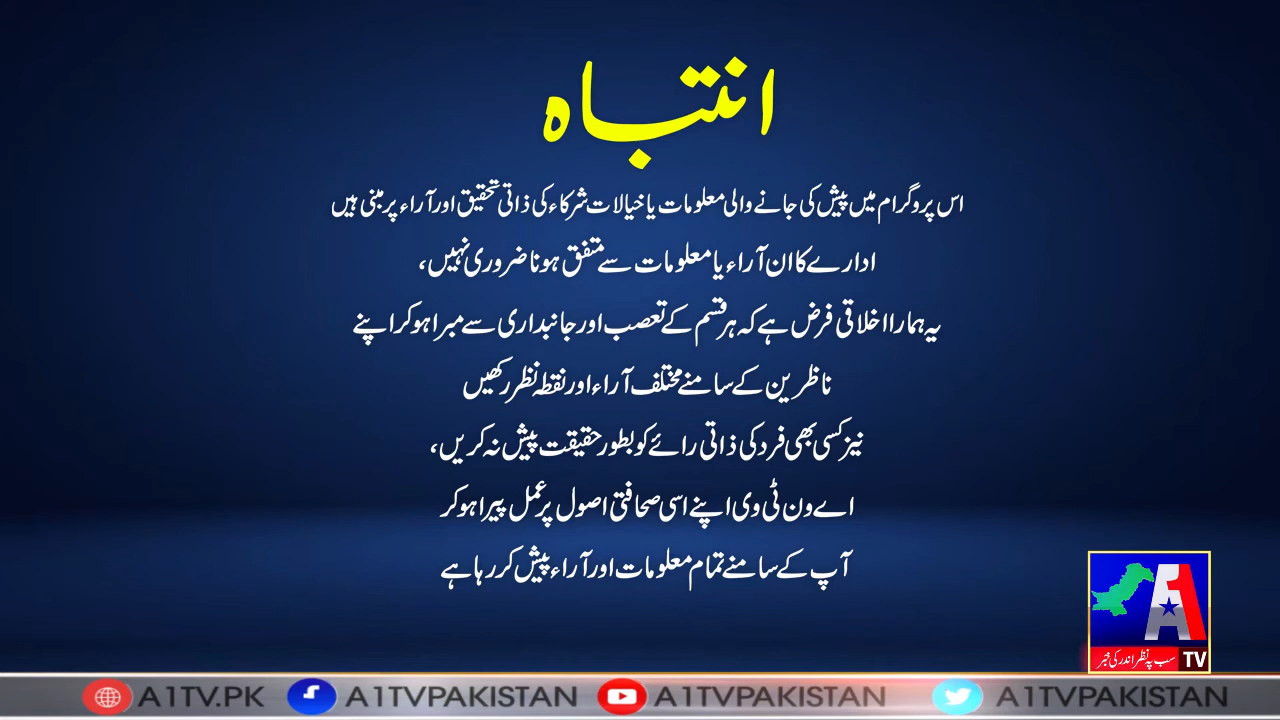 انتباہ
اس پروگرام میں پیش کی جانے والی معلومات یا خیالات شرکاء کی ذاتی تحقیق اور آراء پر مبنی ہیں
ادارے کا ان آراء یا معلومات سے متفق ہونا ضروری نہیں،
یہ ہمارا اخلاقی فرض ہے کہ ہر قسم کے تعصب اور جانبداری سے مبرا ہو کر اپنے
ناظرین کے سامنے مختلف آراء اور نقطہ نظر رکھیں
نیز کسی بھی فرد کی ذاتی رائے کو بطور حقیقت پیش نہ کریں،
اے ون ٹی وی اپنے اسی صحافتی اصول پر عمل پیرا ہو کر
آپ کے سامنے تمام معلومات اور آراء پیش کر رہا ہے
A1
سب پہ نظر اندر کی خبر TV
A1TV.PK A1TVPAKISTAN A1TVPAKISTAN A1TVPAKISTAN